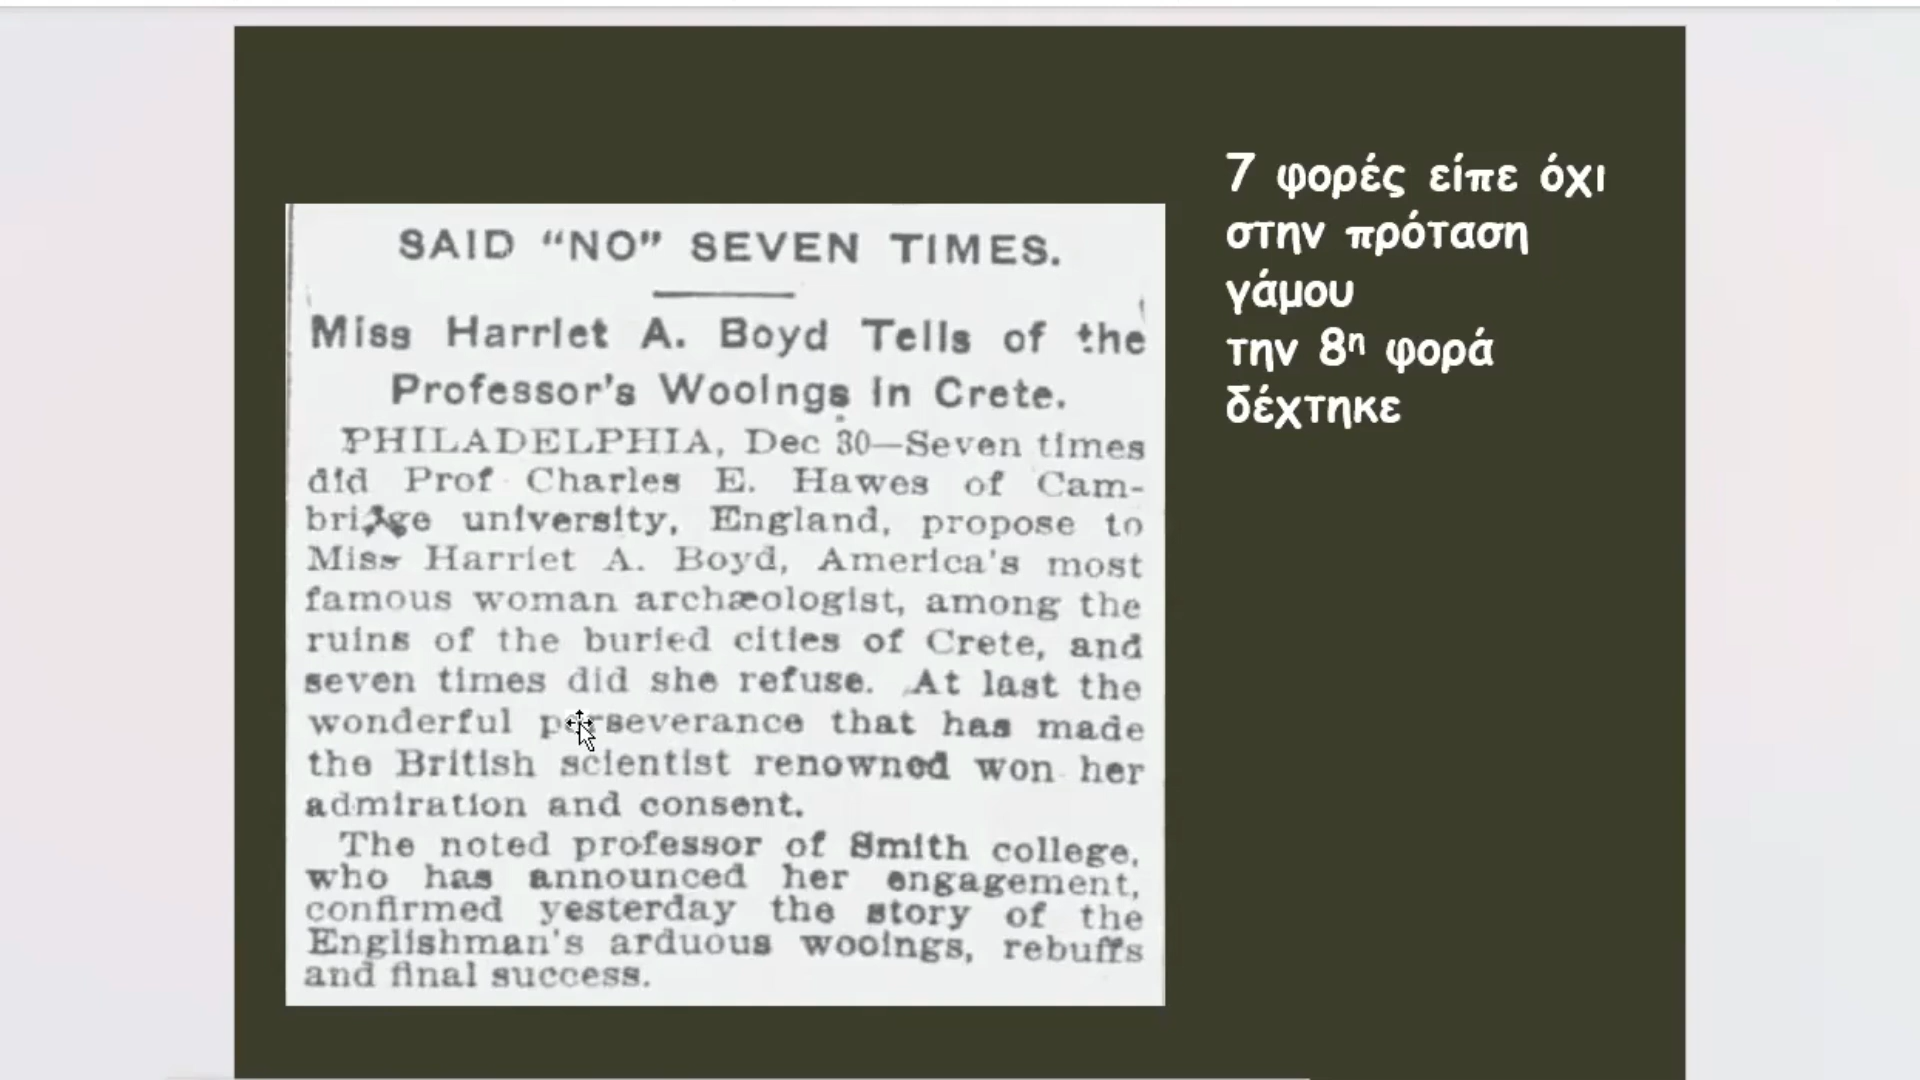 SAID “NO” SEVEN TIMES.
Miss Harriet A. Boyd Tells of the
Professor's Wooings in Crete.
PHILADELPHIA, Dec 30—Seven times
did Prof Charles E. Hawes of Cam-
bridge university, England, propose to
Miss Harriet A. Boyd, America's most
famous woman archæologist, among the
ruins of the buried cities of Crete, and
seven times did she refuse. At last the
wonderful perseverance that has made
the British scientist renowned won her
admiration and consent.
The noted professor of Smith college,
who has announced her engagement,
confirmed yesterday the story of the
Englishman's arduous wooings, rebuffs
and final success.
7 φορές είπε όχι
στην πρόταση
γάμου
την 8η φορά
δέχτηκε